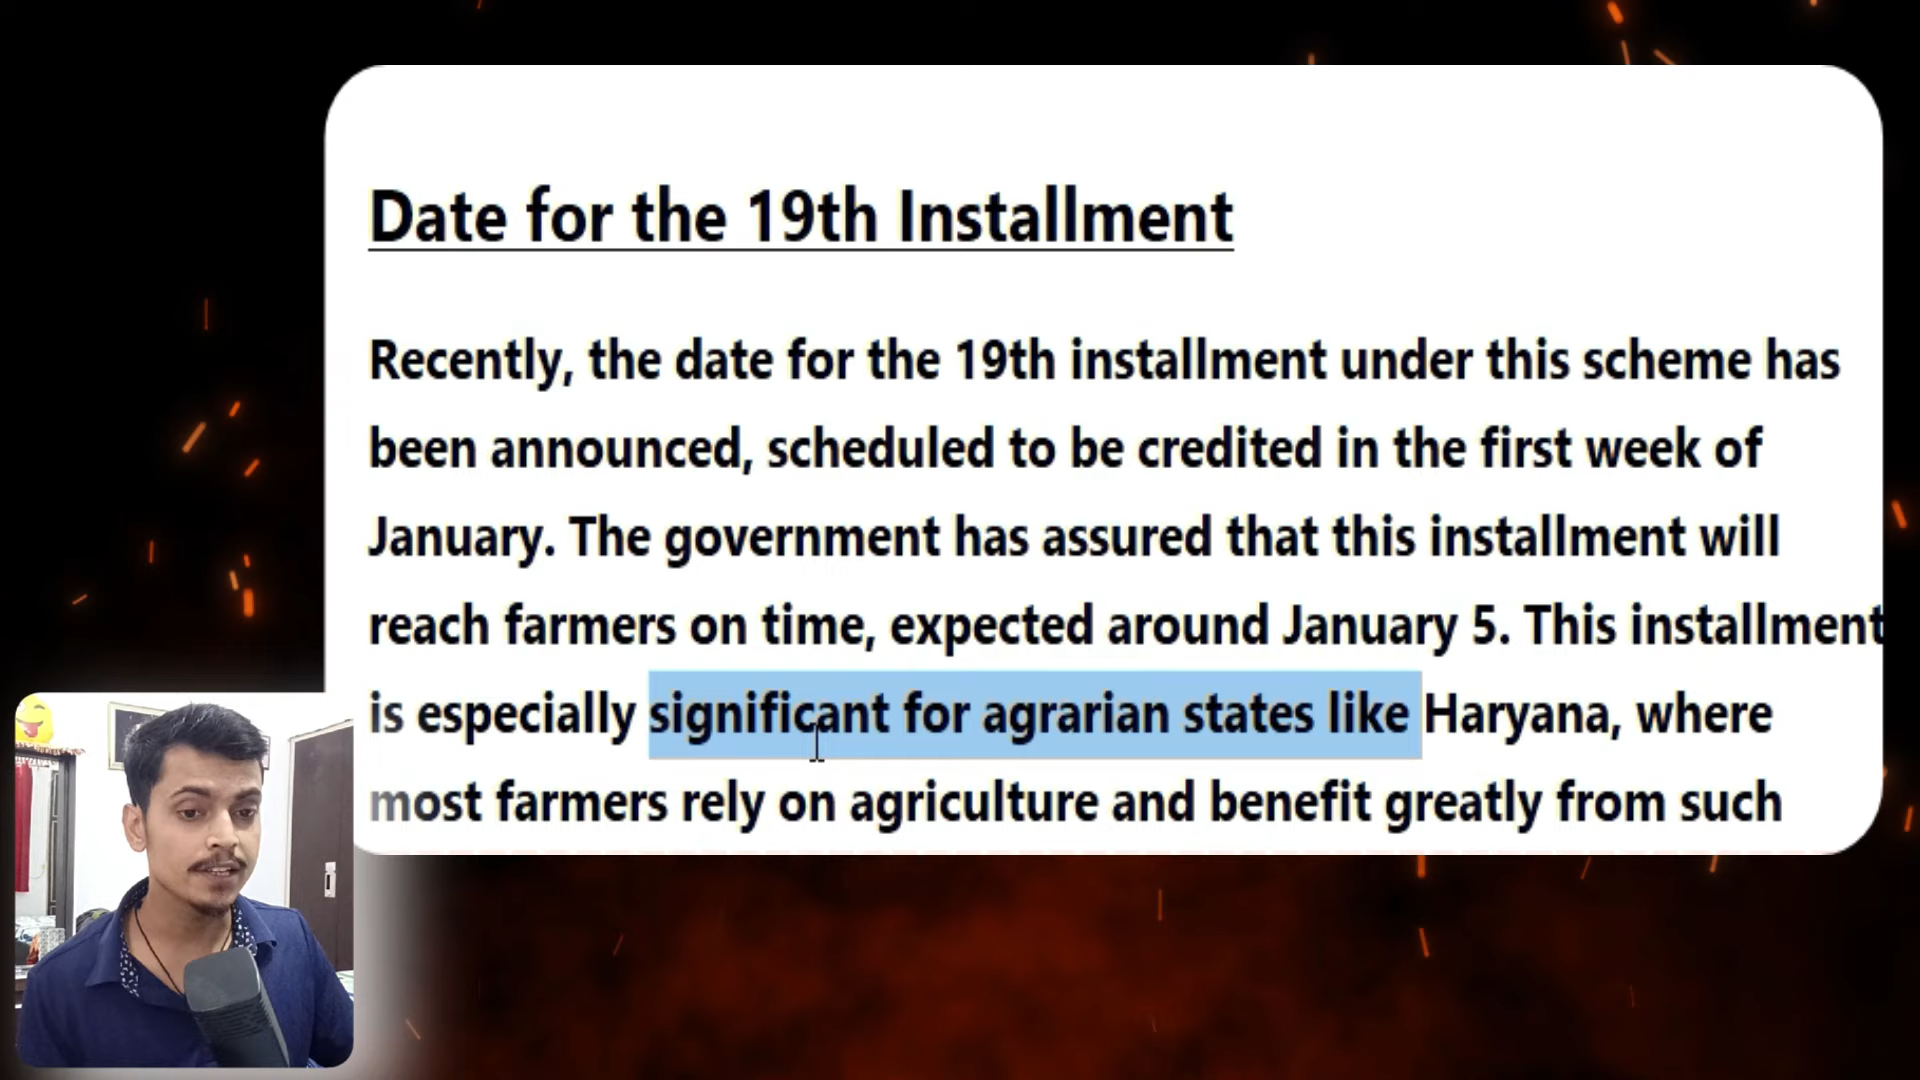 Date for the 19th Installment
Recently, the date for the 19th installment under this scheme has
been announced, scheduled to be credited in the first week of
January. The government has assured that this installment will
reach farmers on time, expected around January 5. This installment
is especially significant for agrarian states like Haryana, where
most farmers rely on agriculture and benefit greatly from such